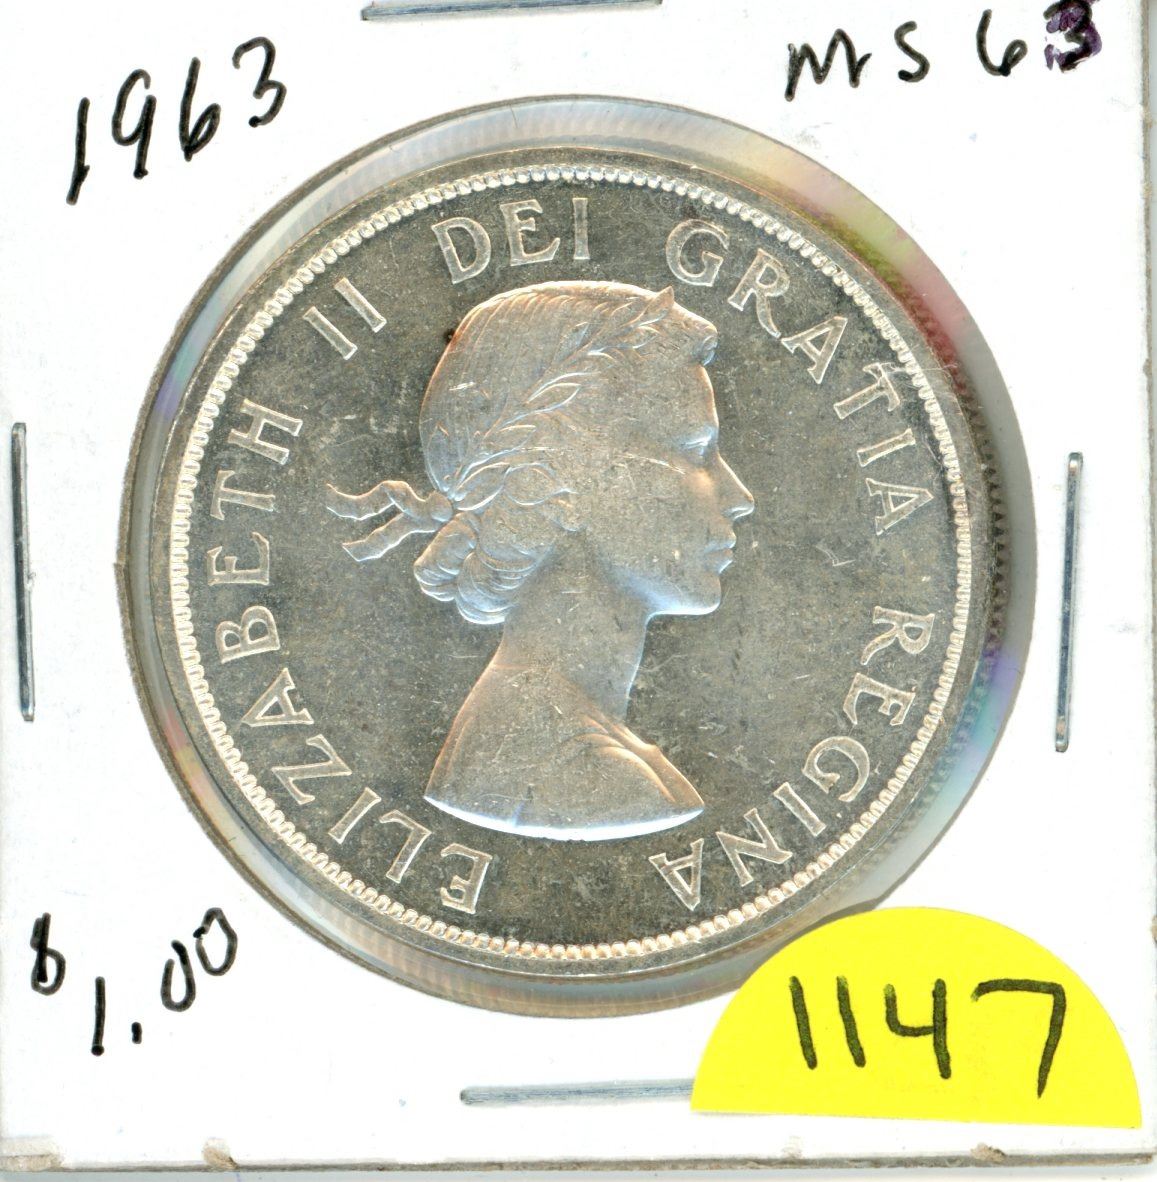 1963
MS63
ELIZABETH II DEI GRATIA REGINA
$1.00
1147